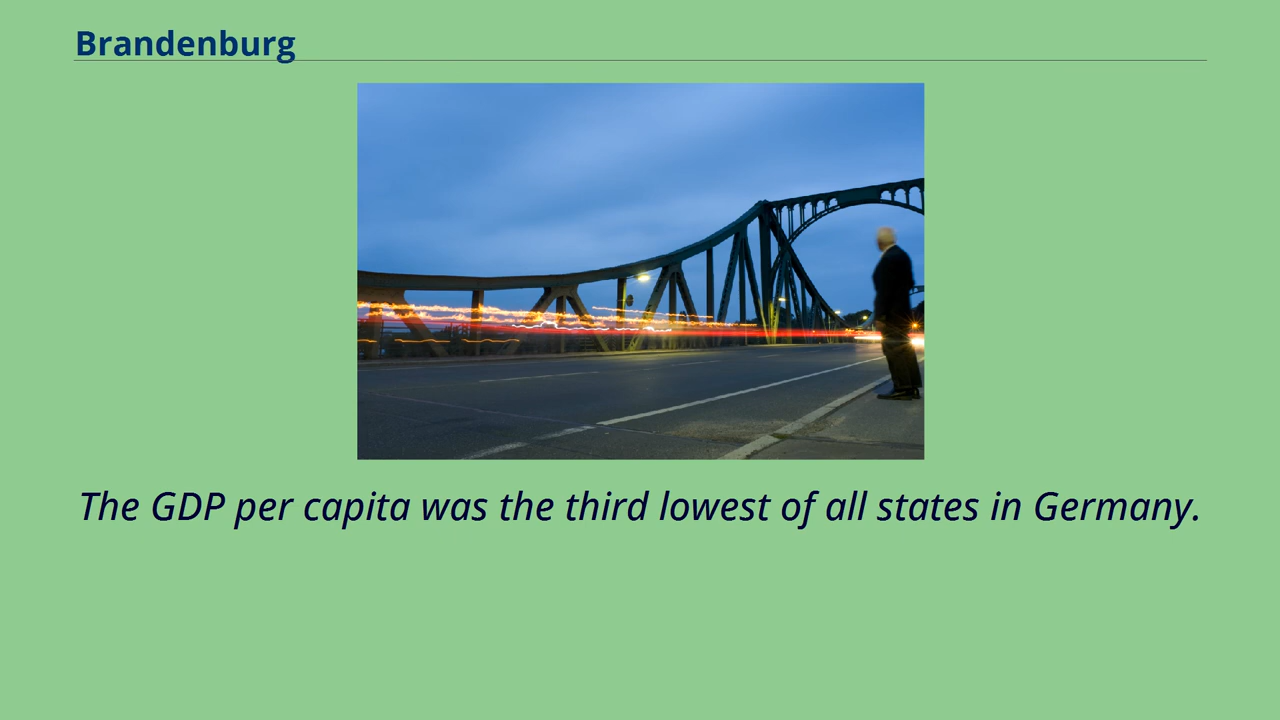 Brandenburg
The GDP per capita was the third lowest of all states in Germany.